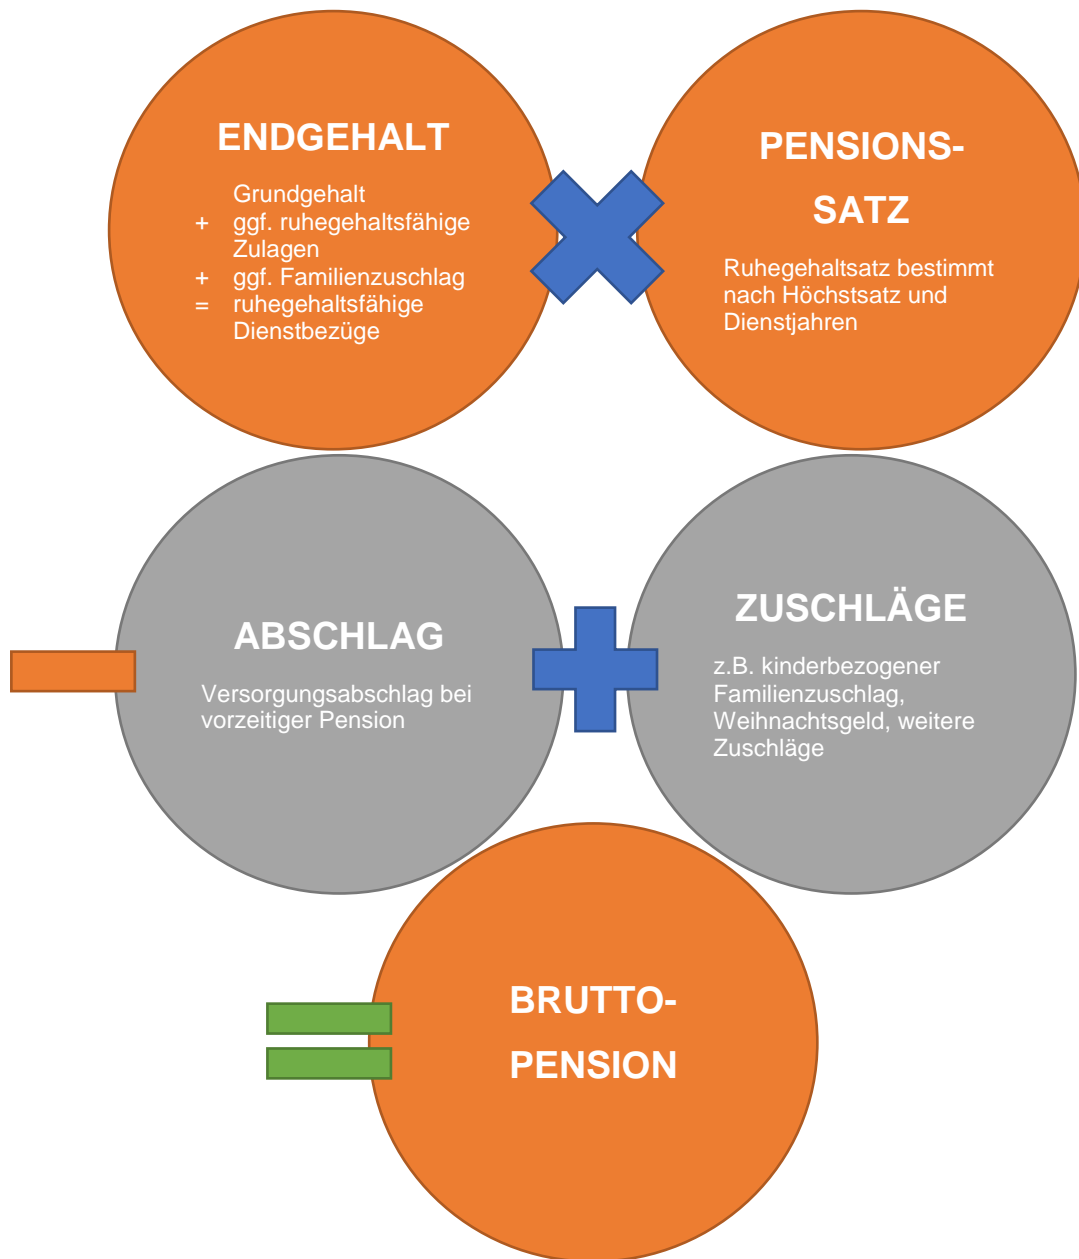 ENDGEHALT
Grundgehalt
+ ggf. ruhegehaltsfähige
Zulagen
+ ggf. Familienzuschlag
= ruhegehaltsfähige
Dienstbezüge
PENSIONS-
SATZ
Ruhegehaltsatz bestimmt
nach Höchstsatz und
Dienstjahren
ABSCHLAG
Versorgungsabschlag bei
vorzeitiger Pension
ZUSCHLÄGE
z.B. kinderbezogener
Familienzuschlag,
Weihnachtsgeld, weitere
Zuschläge
BRUTTO-
PENSION